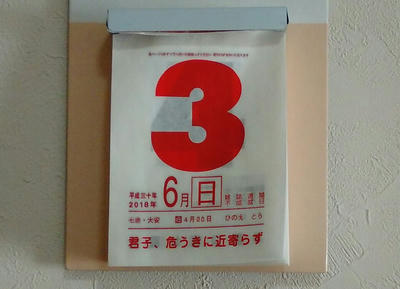 3
平成三十年
2018年
6月 日
七赤・大安 旧4月20日 ひのえ とら
君子、危うきに近寄らず